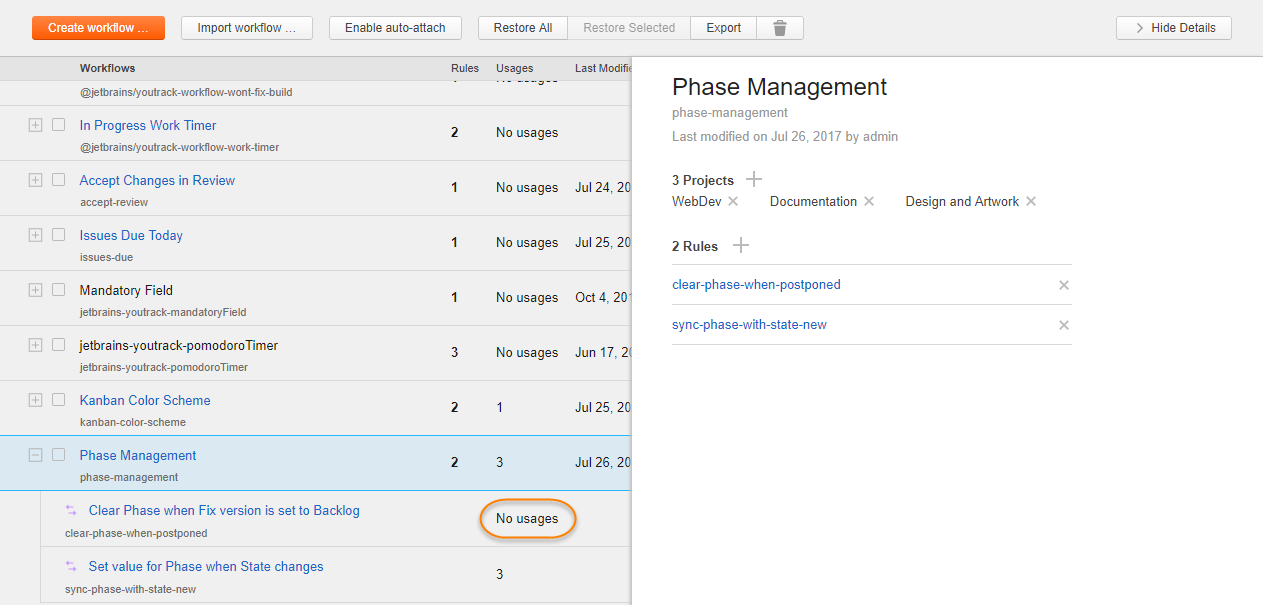 Create workflow ...
Import workflow ...
Enable auto-attach
Restore All
Restore Selected
Export
Hide Details
Workflows Rules Usages Last Modifie
@jetbrains/youtrack-workflow-wont-fix-build
In Progress Work Timer 2 No usages
@jetbrains/youtrack-workflow-work-timer
Accept Changes in Review 1 No usages Jul 24, 20
accept-review
Issues Due Today 1 No usages Jul 25, 20
issues-due
Mandatory Field 1 No usages Oct 4, 201
jetbrains-youtrack-mandatoryField
jetbrains-youtrack-pomodoroTimer 3 No usages Jun 17, 20
jetbrains-youtrack-pomodoroTimer
Kanban Color Scheme 2 1 Jul 25, 20
kanban-color-scheme
Phase Management 2 3 Jul 26, 20
phase-management
Clear Phase when Fix version is set to Backlog No usages
clear-phase-when-postponed
Set value for Phase when State changes 3
sync-phase-with-state-new
Phase Management
phase-management
Last modified on Jul 26, 2017 by admin
3 Projects
WebDev Documentation Design and Artwork
2 Rules
clear-phase-when-postponed
sync-phase-with-state-new